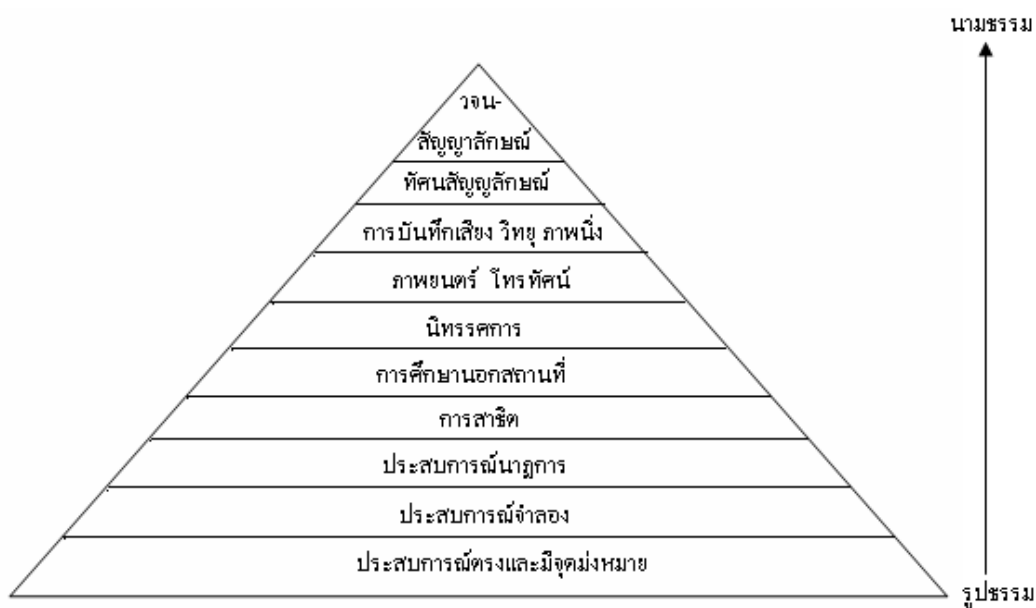 นามธรรม
วจน-
สัญญาลักษณ์
ทัศนสัญญลักษณ์
การบันทึกเสียง วิทยุ ภาพนิ่ง
ภาพยนตร์ โทรทัศน์
นิทรรศการ
การศึกษานอกสถานที่
การสาธิต
ประสบการณ์นาฏการ
ประสบการณ์จำลอง
ประสบการณ์ตรงและมีจุดม่งหมาย
รูปธรรม